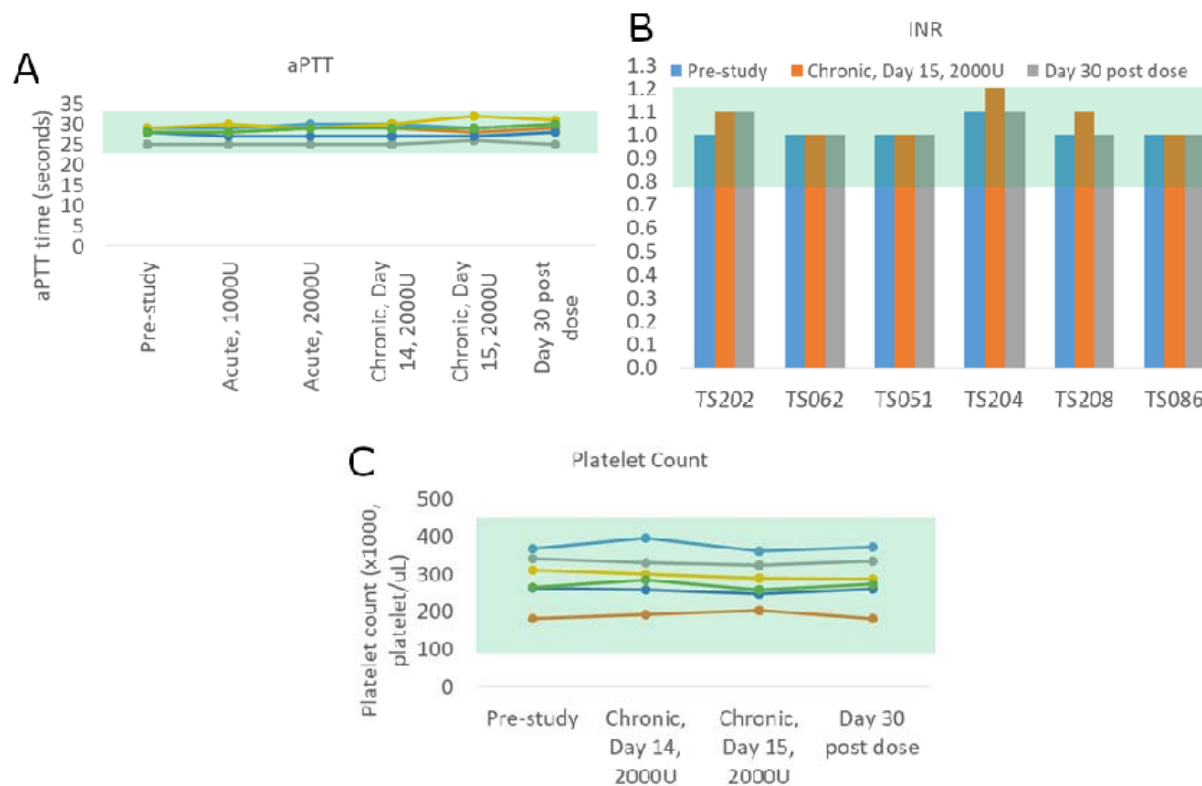 A
aPTT
aPTT time (seconds)
35
30
25
20
15
10
5
0
Pre-study
Acute, 1000U
Acute, 2000U
Chronic, Day
14, 2000U
Chronic, Day
15, 2000U
Day 30 post
dose
B
INR
Pre-study Chronic, Day 15, 2000U Day 30 post dose
1.3
1.2
1.1
1.0
0.9
0.8
0.7
0.6
0.5
0.4
0.3
0.2
0.1
0.0
TS202 TS062 TS051 TS204 TS208 TS086
C
Platelet Count
Platelet count (x1000,
platelet/uL)
500
400
300
200
100
0
Pre-study
Chronic,
Day 14,
2000U
Chronic,
Day 15,
2000U
Day 30
post dose